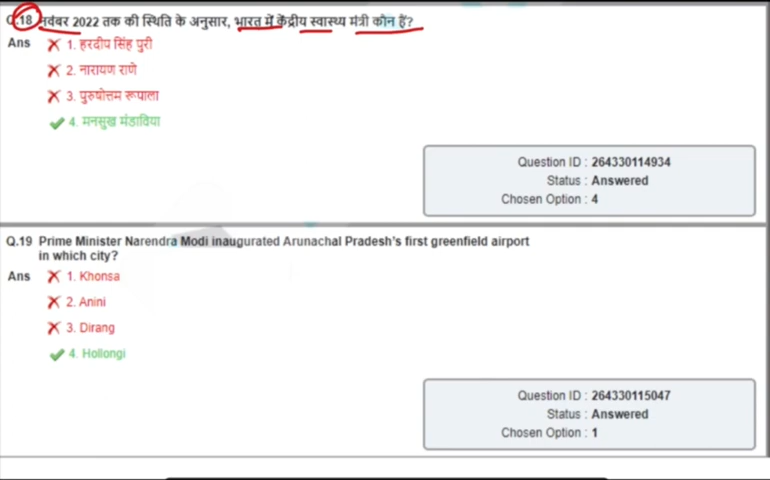 Q.18 नवंबर 2022 तक की स्थिति के अनुसार, भारत में केंद्रीय स्वास्थ्य मंत्री कौन हैं?
Ans 1. हरदीप सिंह पुरी
2. नारायण राणे
3. पुरुषोत्तम रूपाला
4. मनसुख मंडाविया
Question ID : 264330114934
Status : Answered
Chosen Option : 4
Q.19 Prime Minister Narendra Modi inaugurated Arunachal Pradesh's first greenfield airport
in which city?
Ans 1. Khonsa
2. Anini
3. Dirang
4. Hollongi
Question ID : 264330115047
Status : Answered
Chosen Option : 1